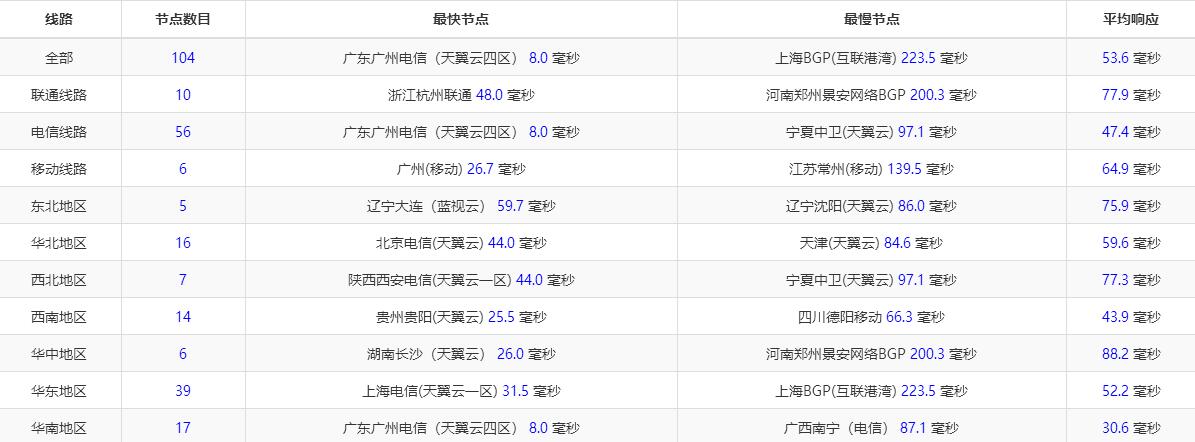 线路 节点数目 最快节点 最慢节点 平均响应
全部 104 广东广州电信（天翼云四区） 8.0 毫秒 上海BGP(互联港湾) 223.5 毫秒 53.6 毫秒
联通线路 10 浙江杭州联通 48.0 毫秒 河南郑州景安网络BGP 200.3 毫秒 77.9 毫秒
电信线路 56 广东广州电信（天翼云四区） 8.0 毫秒 宁夏中卫(天翼云) 97.1 毫秒 47.4 毫秒
移动线路 6 广州(移动) 26.7 毫秒 江苏常州(移动) 139.5 毫秒 64.9 毫秒
东北地区 5 辽宁大连（蓝视云） 59.7 毫秒 辽宁沈阳(天翼云) 86.0 毫秒 75.9 毫秒
华北地区 16 北京电信(天翼云) 44.0 毫秒 天津(天翼云) 84.6 毫秒 59.6 毫秒
西北地区 7 陕西西安电信(天翼云一区) 44.0 毫秒 宁夏中卫(天翼云) 97.1 毫秒 77.3 毫秒
西南地区 14 贵州贵阳(天翼云) 25.5 毫秒 四川德阳移动 66.3 毫秒 43.9 毫秒
华中地区 6 湖南长沙（天翼云） 26.0 毫秒 河南郑州景安网络BGP 200.3 毫秒 88.2 毫秒
华东地区 39 上海电信(天翼云一区) 31.5 毫秒 上海BGP(互联港湾) 223.5 毫秒 52.2 毫秒
华南地区 17 广东广州电信（天翼云四区） 8.0 毫秒 广西南宁（电信） 87.1 毫秒 30.6 毫秒